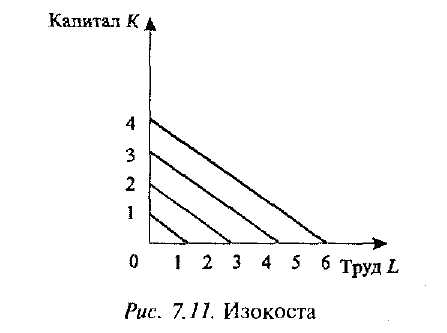 Капитал K
4
3
2
1
0 1 2 3 4 5 6 Труд L
Рис. 7.11. Изокоста